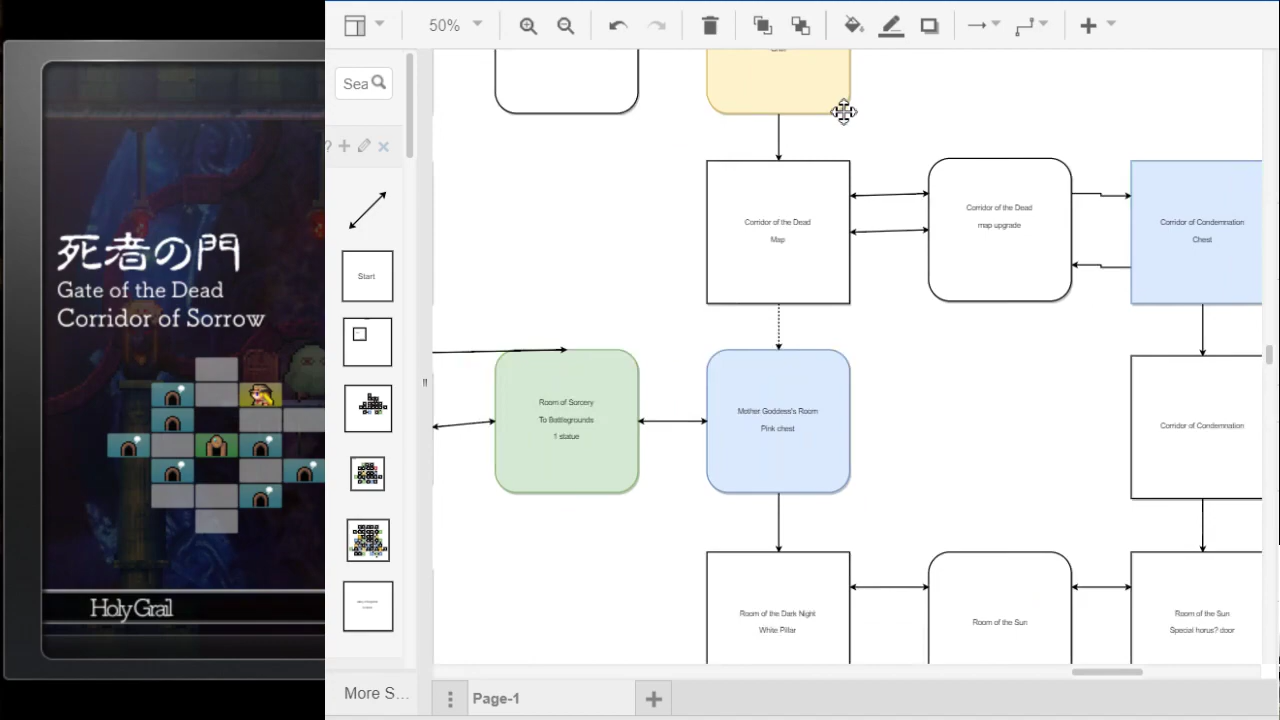 死者の門
Gate of the Dead
Corridor of Sorrow
Holy Grail
50%
Sea
?
Start
More S...
Page-1
Corridor of the Dead
Map
Corridor of the Dead
map upgrade
Corridor of Condemnation
Chest
Room of Sorcery
To Battlegrounds
1 statue
Mother Goddess's Room
Pink chest
Corridor of Condemnation
Room of the Dark Night
White Pillar
Room of the Sun
Room of the Sun
Special horus? door